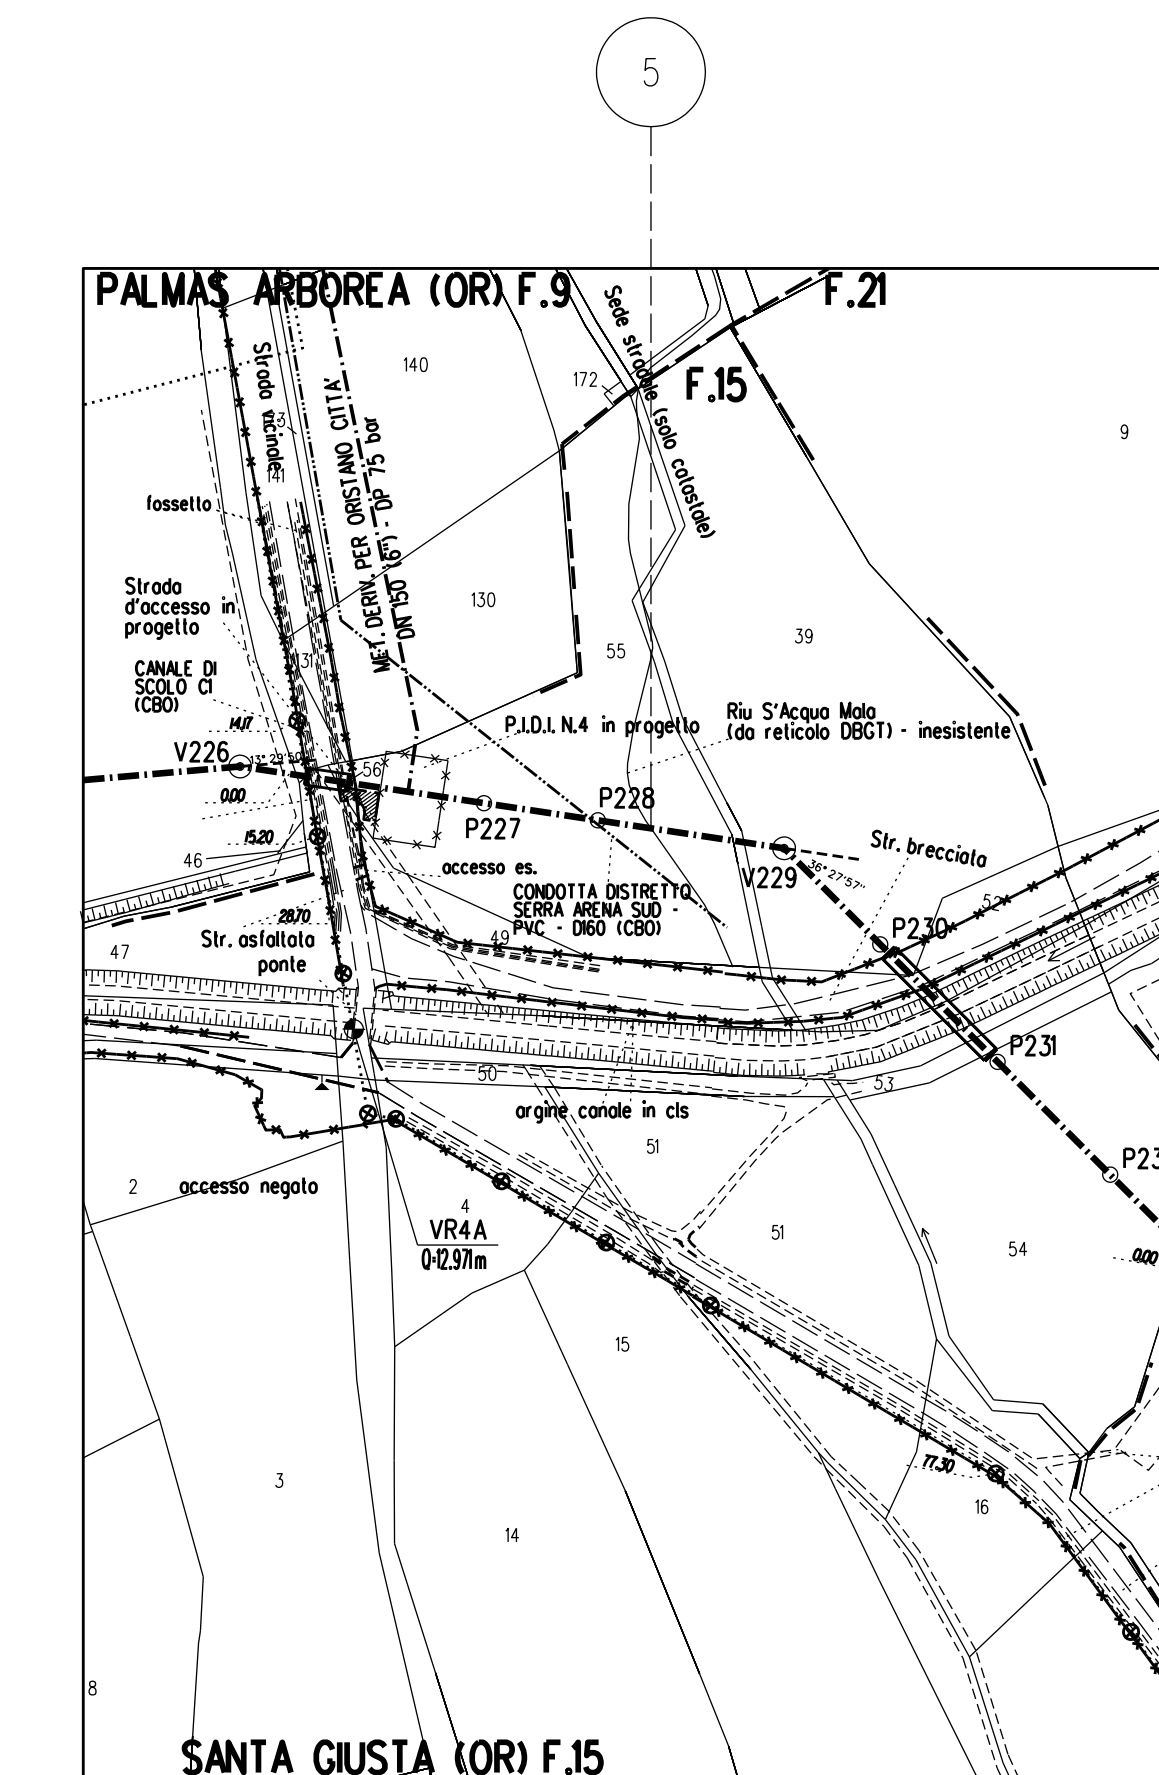 5
PALMAS ARBOREA (OR) F.9
F.21
F.15
Sede stradale (solo catastale)
Strada vicinale
140
172
9
141
fossetto
MET. DERIV. PER ORISTANO CITTA'
DN 150 (6") - DP 75 bar
Strada
d'accesso in
progetto
130
131
55
39
CANALE DI
SCOLO C1
(CBO)
14.17
P.I.D.I. N.4 in progetto
Riu S'Acqua Mala
(da reticolo DBGT) - inesistente
V226
56
0.00
P227
P228
15.20
46
Str. brecciata
V229
36°27'57"
accesso es.
CONDOTTA DISTRETTO
SERRA ARENA SUD -
PVC - D160 (CBO)
52
P230
28.70
49
Str. asfaltata
ponte
47
P231
50
53
argine canale in cls
51
2
accesso negato
4
VR4A
Q=12.971m
51
54
0.00
15
77.30
3
16
14
8
SANTA GIUSTA (OR) F.15